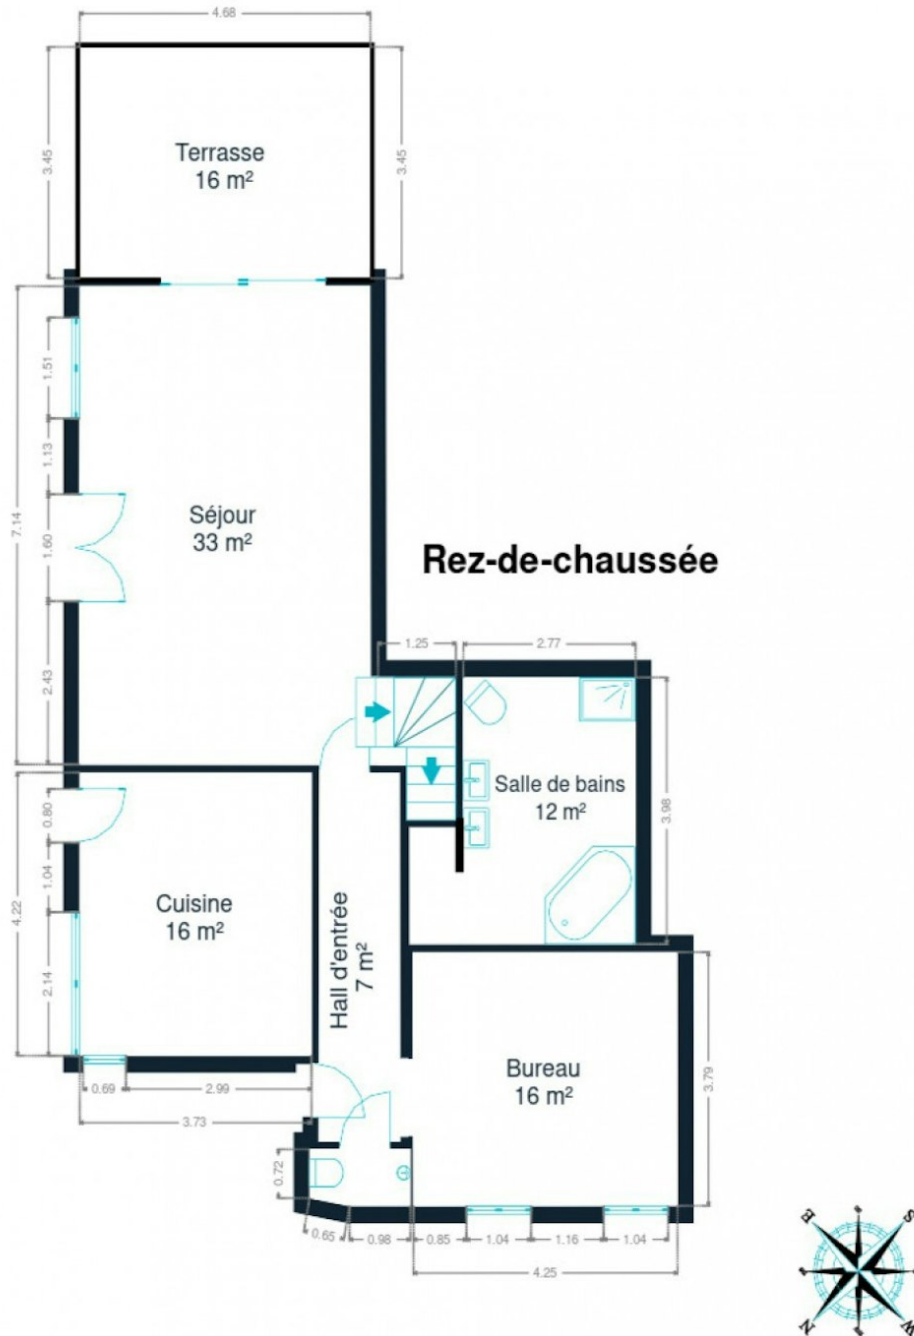 4.68
3.45
3.45
Terrasse
16 m²
7.14
1.51
1.13
1.60
2.43
Séjour
33 m²
Rez-de-chaussée
1.25
2.77
3.98
Salle de bains
12 m²
4.22
0.80
1.04
2.14
Cuisine
16 m²
Hall d'entrée
7 m²
Bureau
16 m²
3.79
0.69
2.99
3.73
0.72
0.65
0.98
0.85
1.04
1.16
1.04
4.25
E
S
N
W